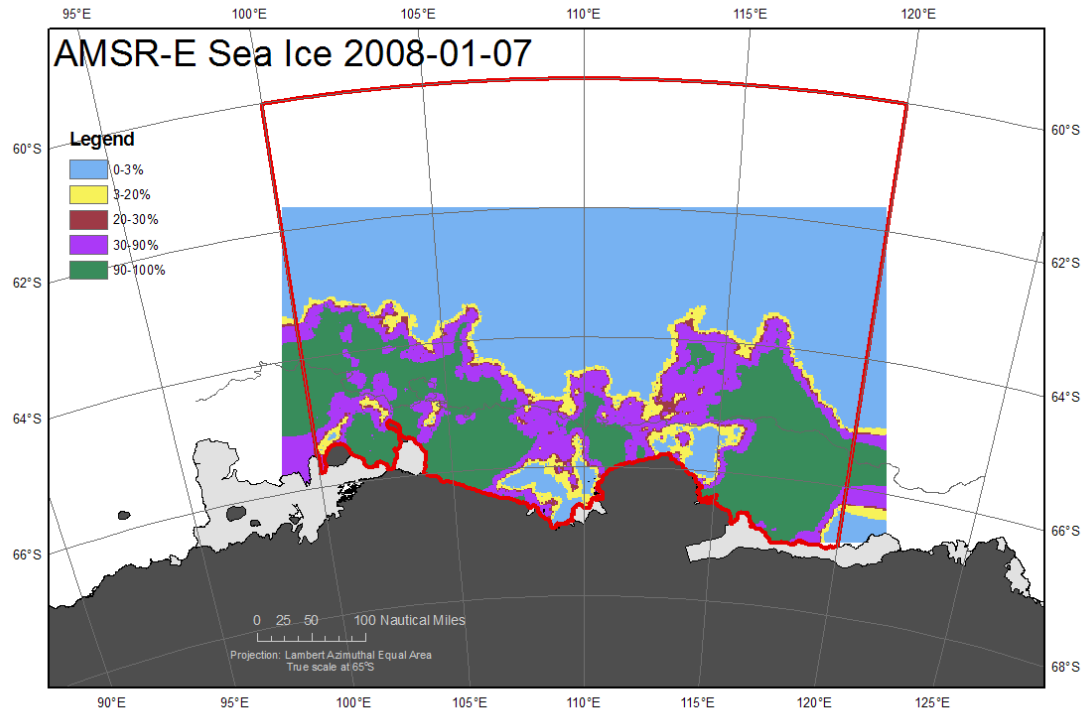 95°E 100°E 105°E 110°E 115°E 120°E
AMSR-E Sea Ice 2008-01-07
Legend
0-3%
3-20%
20-30%
30-90%
90-100%
60°S
62°S
64°S
66°S
60°S
62°S
64°S
66°S
68°S
0 25 50 100 Nautical Miles
Projection: Lambert Azimuthal Equal Area
True scale at 65°S
90°E 95°E 100°E 105°E 110°E 115°E 120°E 125°E